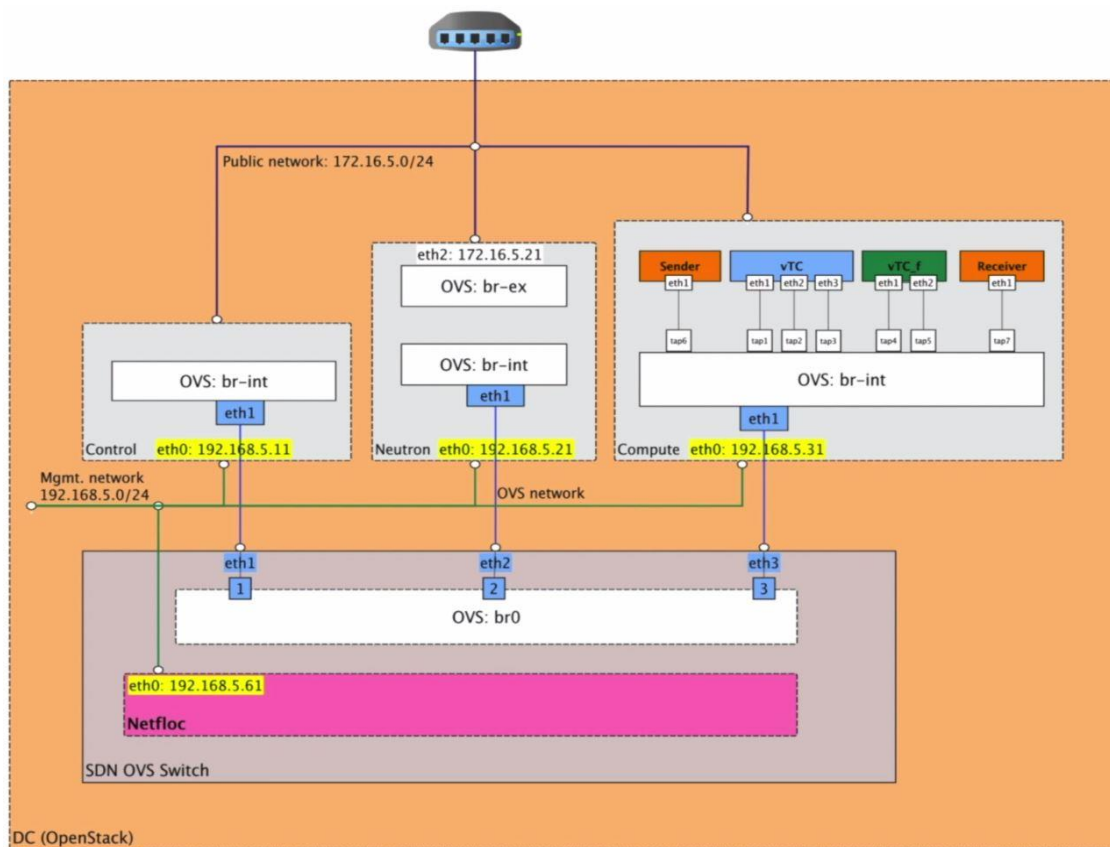 Public network: 172.16.5.0/24
eth2: 172.16.5.21
OVS: br-ex
OVS: br-int
eth1
Neutron
eth0: 192.168.5.21
OVS: br-int
eth1
Control
eth0: 192.168.5.11
Sender
vTC
vTC_f
Receiver
eth1
eth1
eth2
eth3
eth1
eth2
eth1
tap6
tap1
tap2
tap3
tap4
tap5
tap7
OVS: br-int
eth1
Compute
eth0: 192.168.5.31
Mgmt. network
192.168.5.0/24
OVS network
eth1
eth2
eth3
1
2
3
OVS: br0
eth0: 192.168.5.61
Netfloc
SDN OVS Switch
DC (OpenStack)